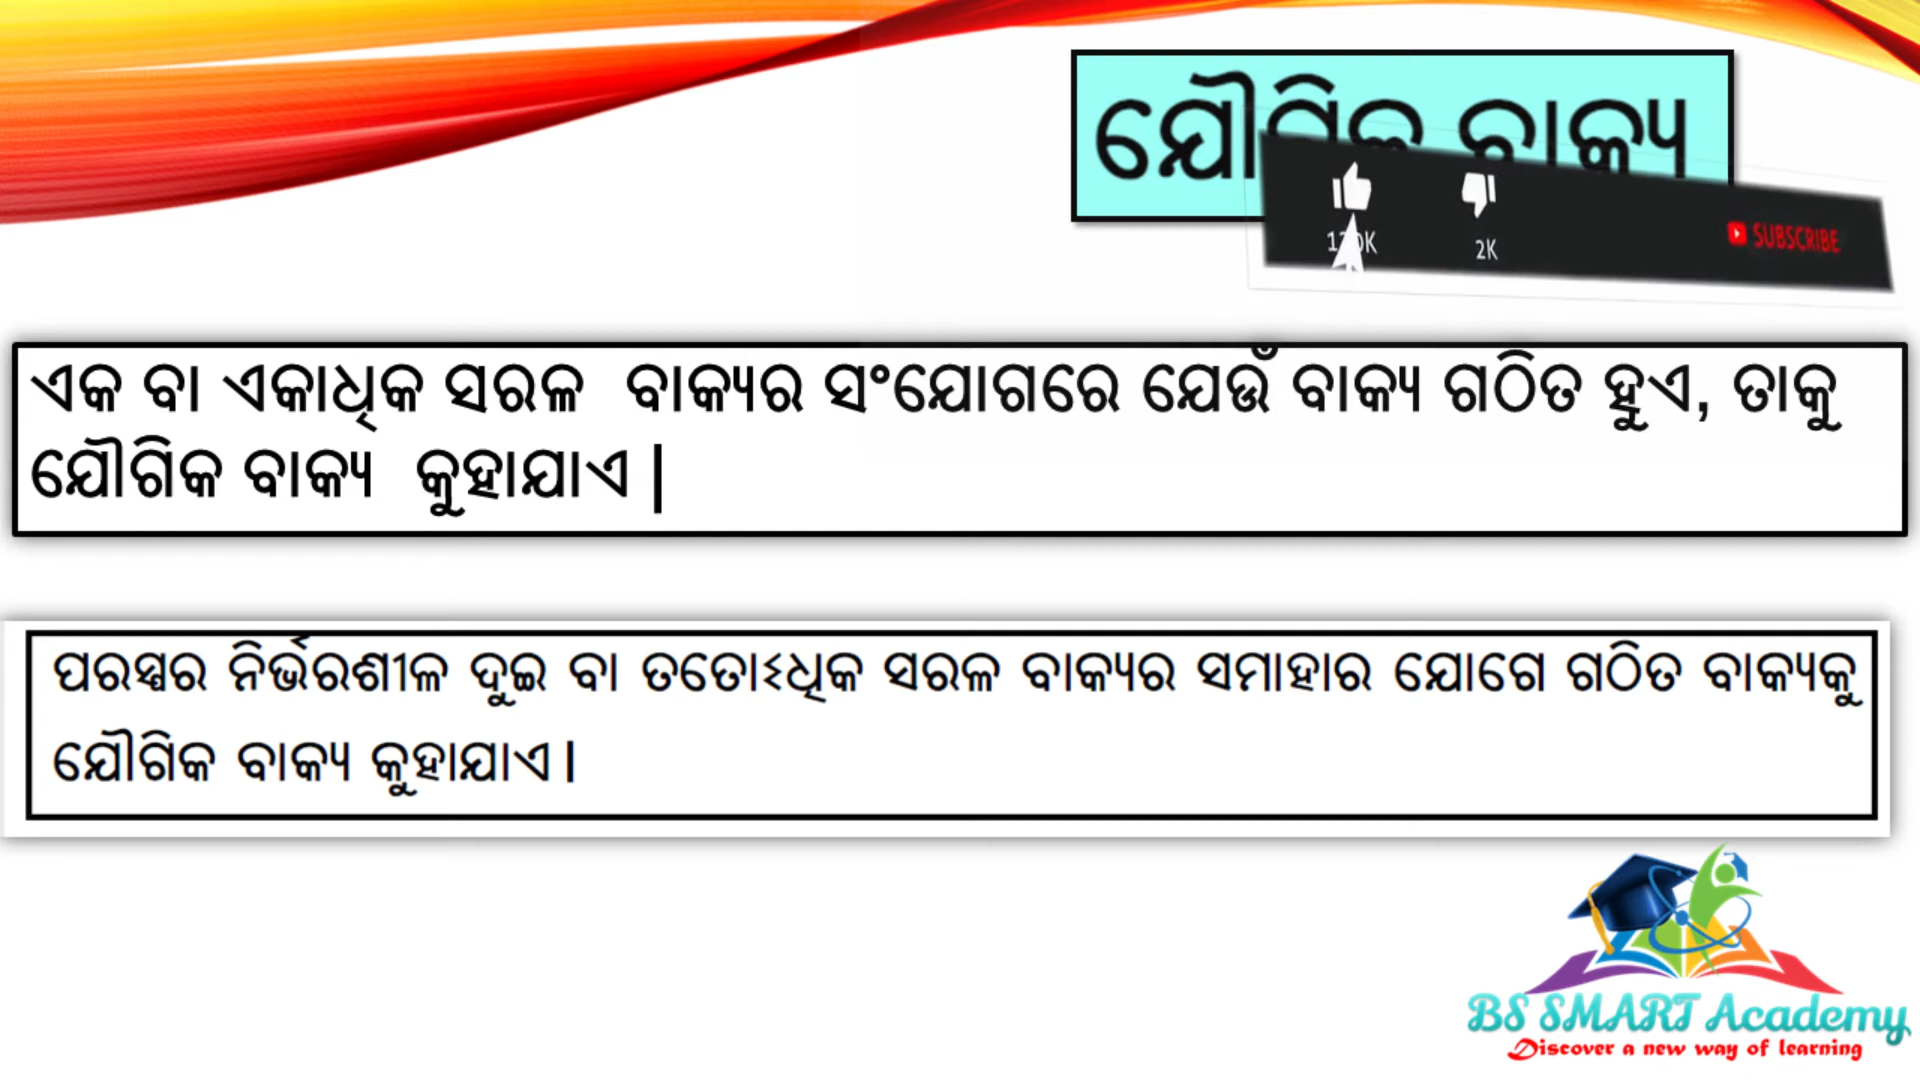 ଯୌଗିକ ବାକ୍ୟ
2K
SUBSCRIBE
ଏକ ବା ଏକାଧିକ ସରଳ ବାକ୍ୟର ସଂଯୋଗରେ ଯେଉଁ ବାକ୍ୟ ଗଠିତ ହୁଏ, ତାକୁ
ଯୌଗିକ ବାକ୍ୟ କୁହାଯାଏ |
ପରସ୍ପର ନିର୍ଭରଶୀଳ ଦୁଇ ବା ତତୋଽଧିକ ସରଳ ବାକ୍ୟର ସମାହାର ଯୋଗେ ଗଠିତ ବାକ୍ୟକୁ
ଯୌଗିକ ବାକ୍ୟ କୁହାଯାଏ।
BS SMART Academy
Discover a new way of learning